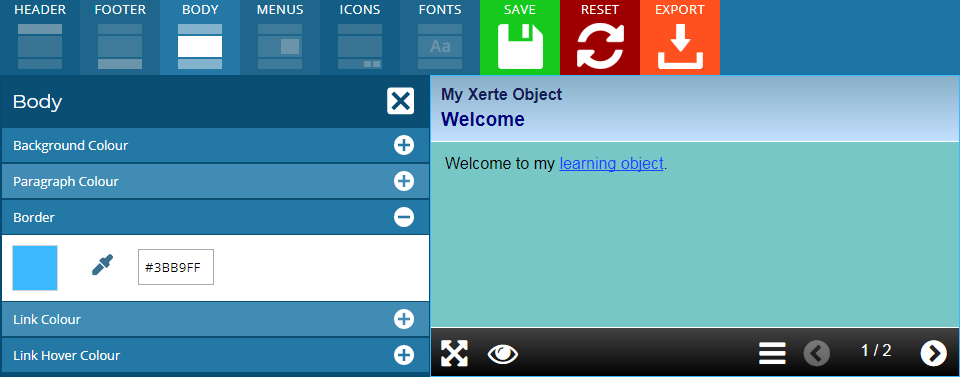 HEADER FOOTER BODY MENUS ICONS FONTS SAVE RESET EXPORT
Aa
Body
Background Colour
Paragraph Colour
Border
#3BB9FF
Link Colour
Link Hover Colour
My Xerte Object
Welcome
Welcome to my learning object.
1 / 2